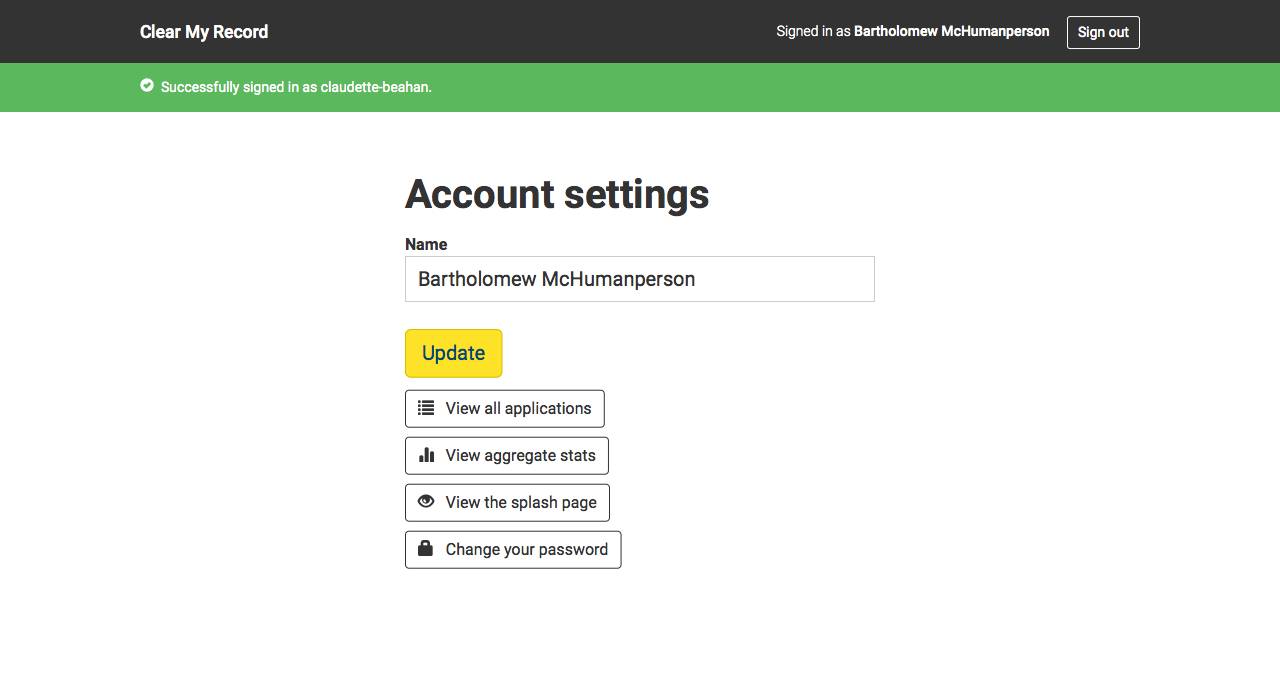 Clear My Record
Signed in as Bartholomew McHumanperson
Sign out
Successfully signed in as claudette-beahan.
Account settings
Name
Bartholomew McHumanperson
Update
View all applications
View aggregate stats
View the splash page
Change your password